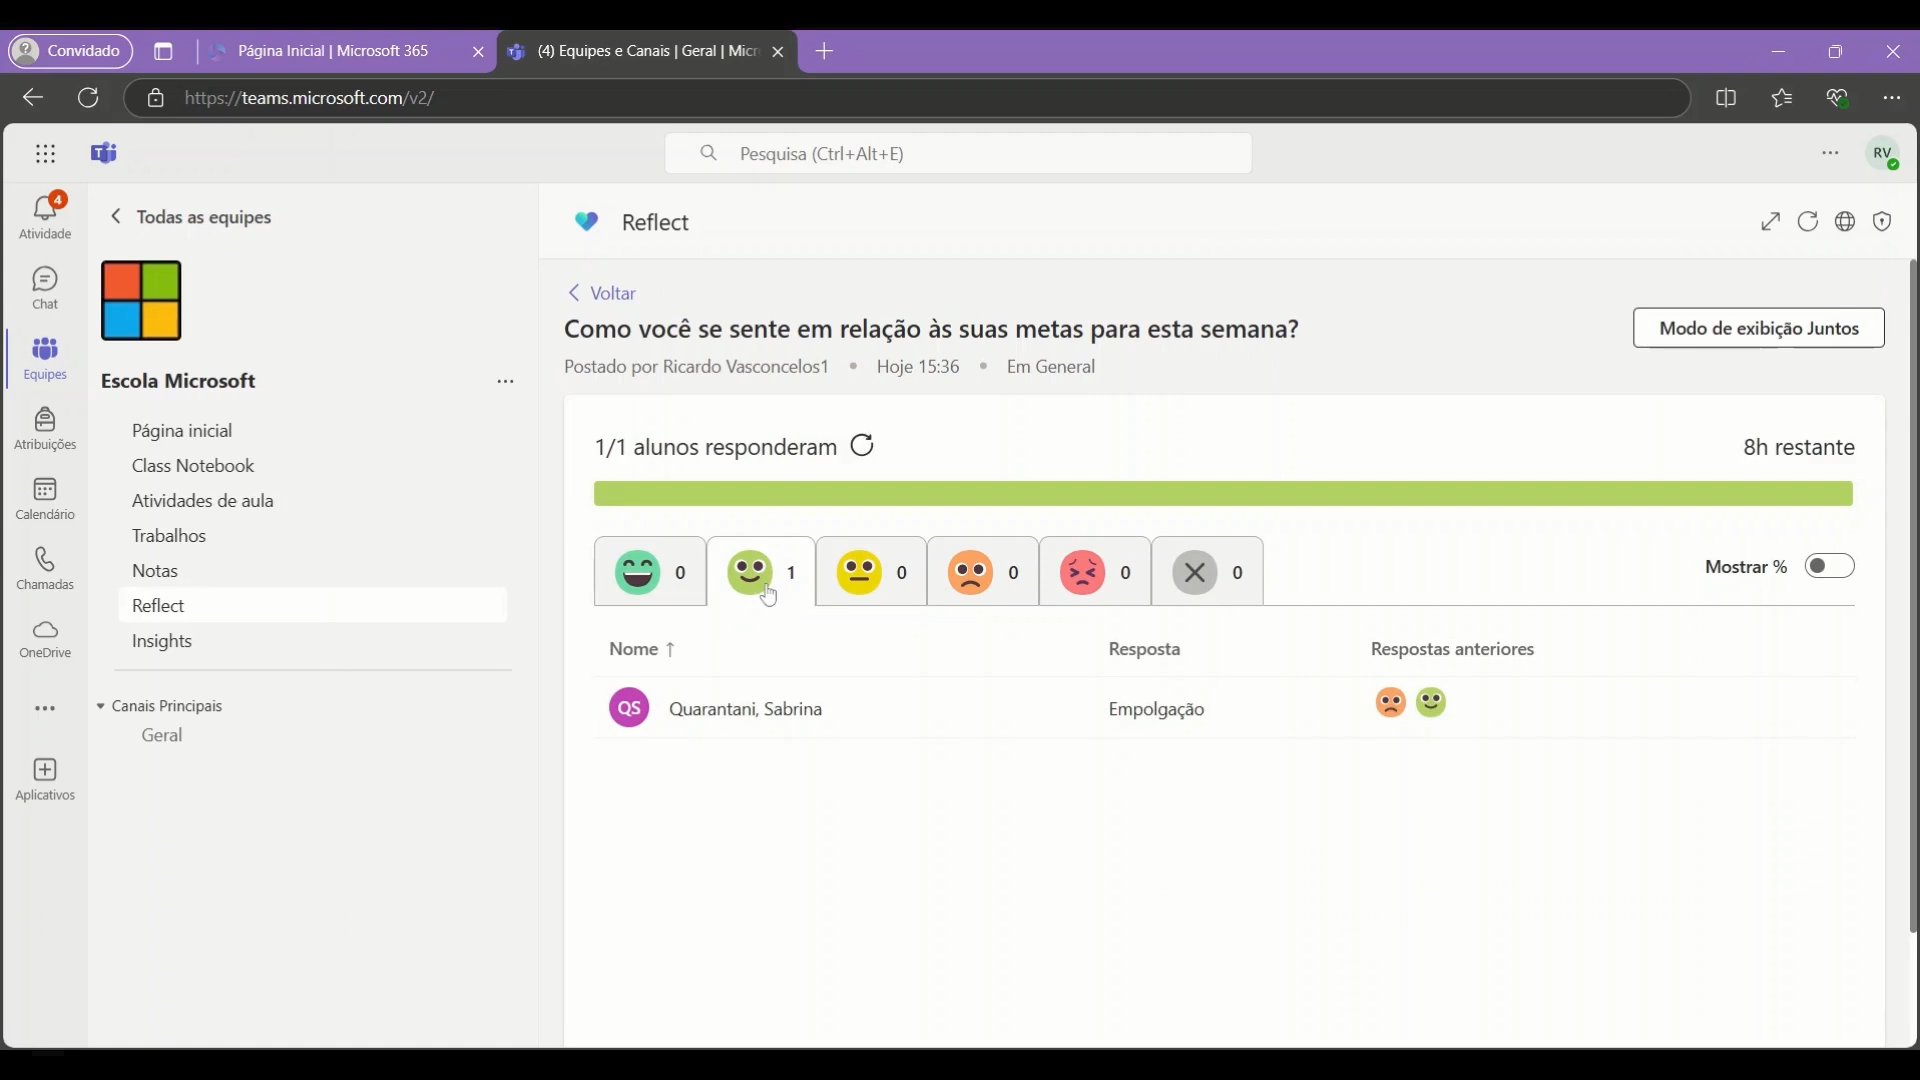 Convidado
Página Inicial | Microsoft 365
(4) Equipes e Canais | Geral | Micr
https://teams.microsoft.com/v2/
Pesquisa (Ctrl+Alt+E)
RV
4
Atividade
Chat
Equipes
Atribuições
Calendário
Chamadas
OneDrive
Aplicativos
Todas as equipes
Escola Microsoft
Página inicial
Class Notebook
Atividades de aula
Trabalhos
Notas
Reflect
Insights
Canais Principais
Geral
Reflect
Voltar
Como você se sente em relação às suas metas para esta semana?
Modo de exibição Juntos
Postado por Ricardo Vasconcelos1 • Hoje 15:36 • Em General
1/1 alunos responderam
8h restante
0 1 0 0 0 0
Mostrar %
Nome ↑ Resposta Respostas anteriores
QS Quarantani, Sabrina Empolgação